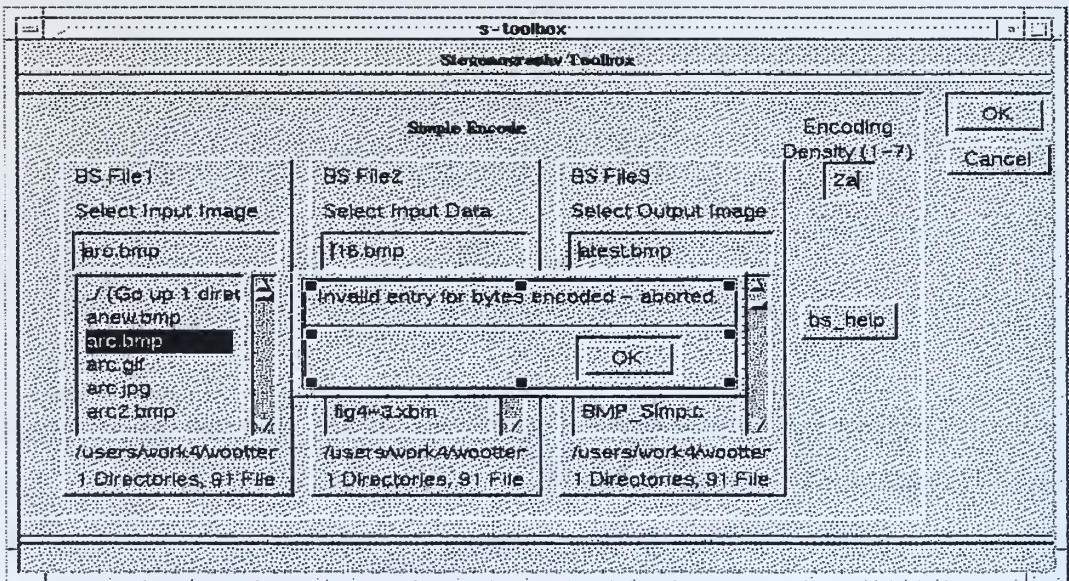 s-toolbox
Steganography Toolbox
Simple Encode
Encoding
Density (1-7)
2a
OK
Cancel
BS File1
Select Input Image
arc.bmp
../ (Go up 1 direct
anew.bmp
arc.bmp
arc.gif
arc.jpg
arc2.bmp
/users/work4/wootter
1 Directories, 91 File
BS File2
Select Input Data
f16.bmp
fig4-3.xbm
/users/work4/wootter
1 Directories, 91 File
BS File3
Select Output Image
atest.bmp
BMP_Simp.c
/users/work4/wootter
1 Directories, 91 File
Invalid entry for bytes encoded - aborted
OK
bs_help